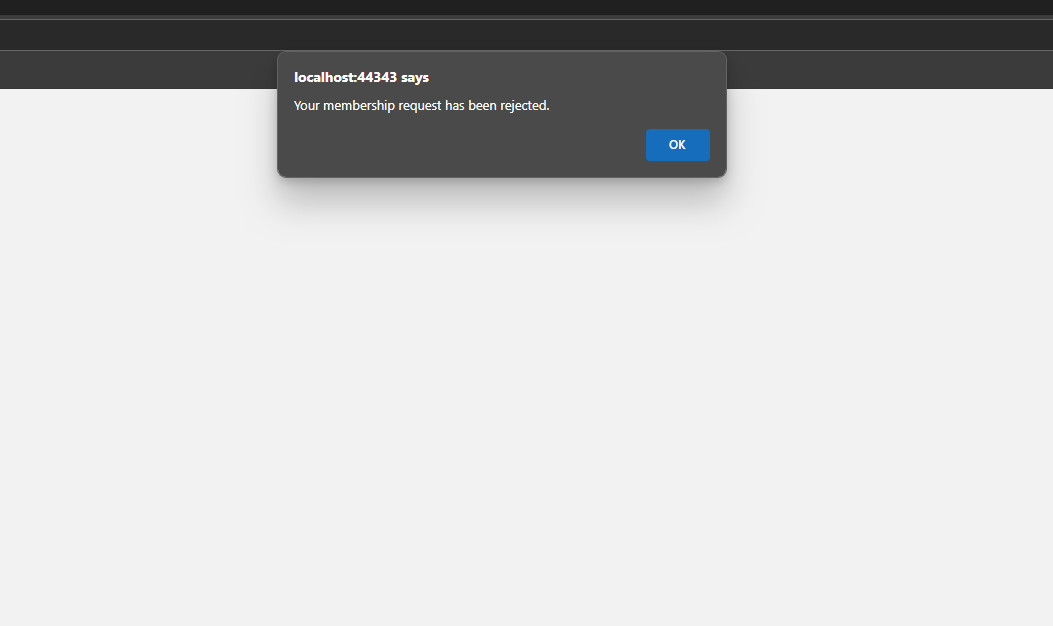 localhost:44343 says
Your membership request has been rejected.
OK